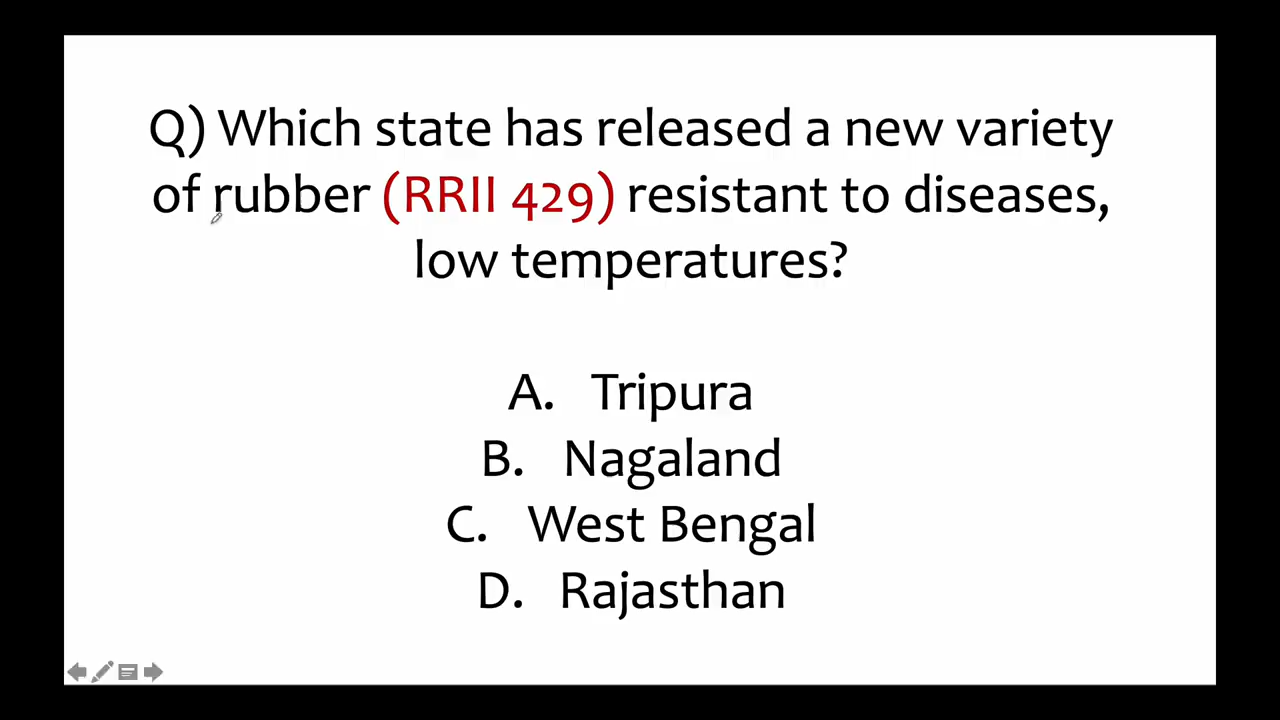 Q) Which state has released a new variety
of rubber (RRII 429) resistant to diseases,
low temperatures?
A. Tripura
B. Nagaland
C. West Bengal
D. Rajasthan